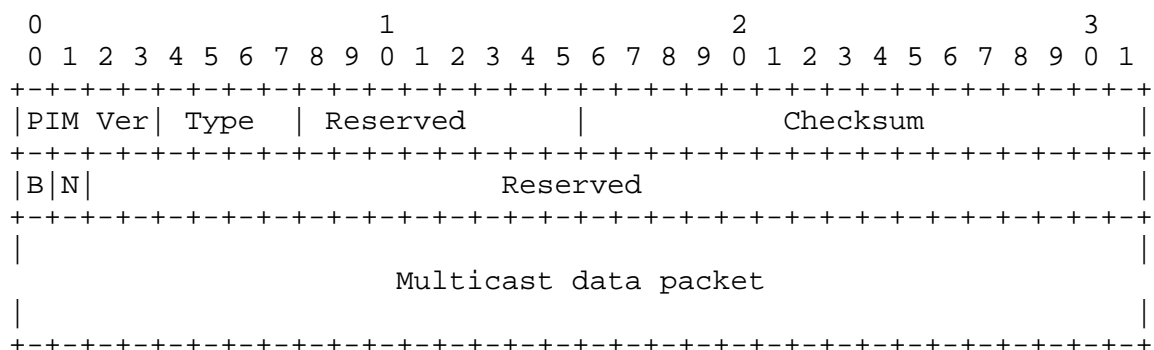 0                   1                   2                   3
 0 1 2 3 4 5 6 7 8 9 0 1 2 3 4 5 6 7 8 9 0 1 2 3 4 5 6 7 8 9 0 1
+-+-+-+-+-+-+-+-+-+-+-+-+-+-+-+-+-+-+-+-+-+-+-+-+-+-+-+-+-+-+-+-+
|PIM Ver| Type  | Reserved      |           Checksum            |
+-+-+-+-+-+-+-+-+-+-+-+-+-+-+-+-+-+-+-+-+-+-+-+-+-+-+-+-+-+-+-+-+
|B|N|                       Reserved                            |
+-+-+-+-+-+-+-+-+-+-+-+-+-+-+-+-+-+-+-+-+-+-+-+-+-+-+-+-+-+-+-+-+
|                                                               |
                      Multicast data packet
|                                                               |
+-+-+-+-+-+-+-+-+-+-+-+-+-+-+-+-+-+-+-+-+-+-+-+-+-+-+-+-+-+-+-+-+